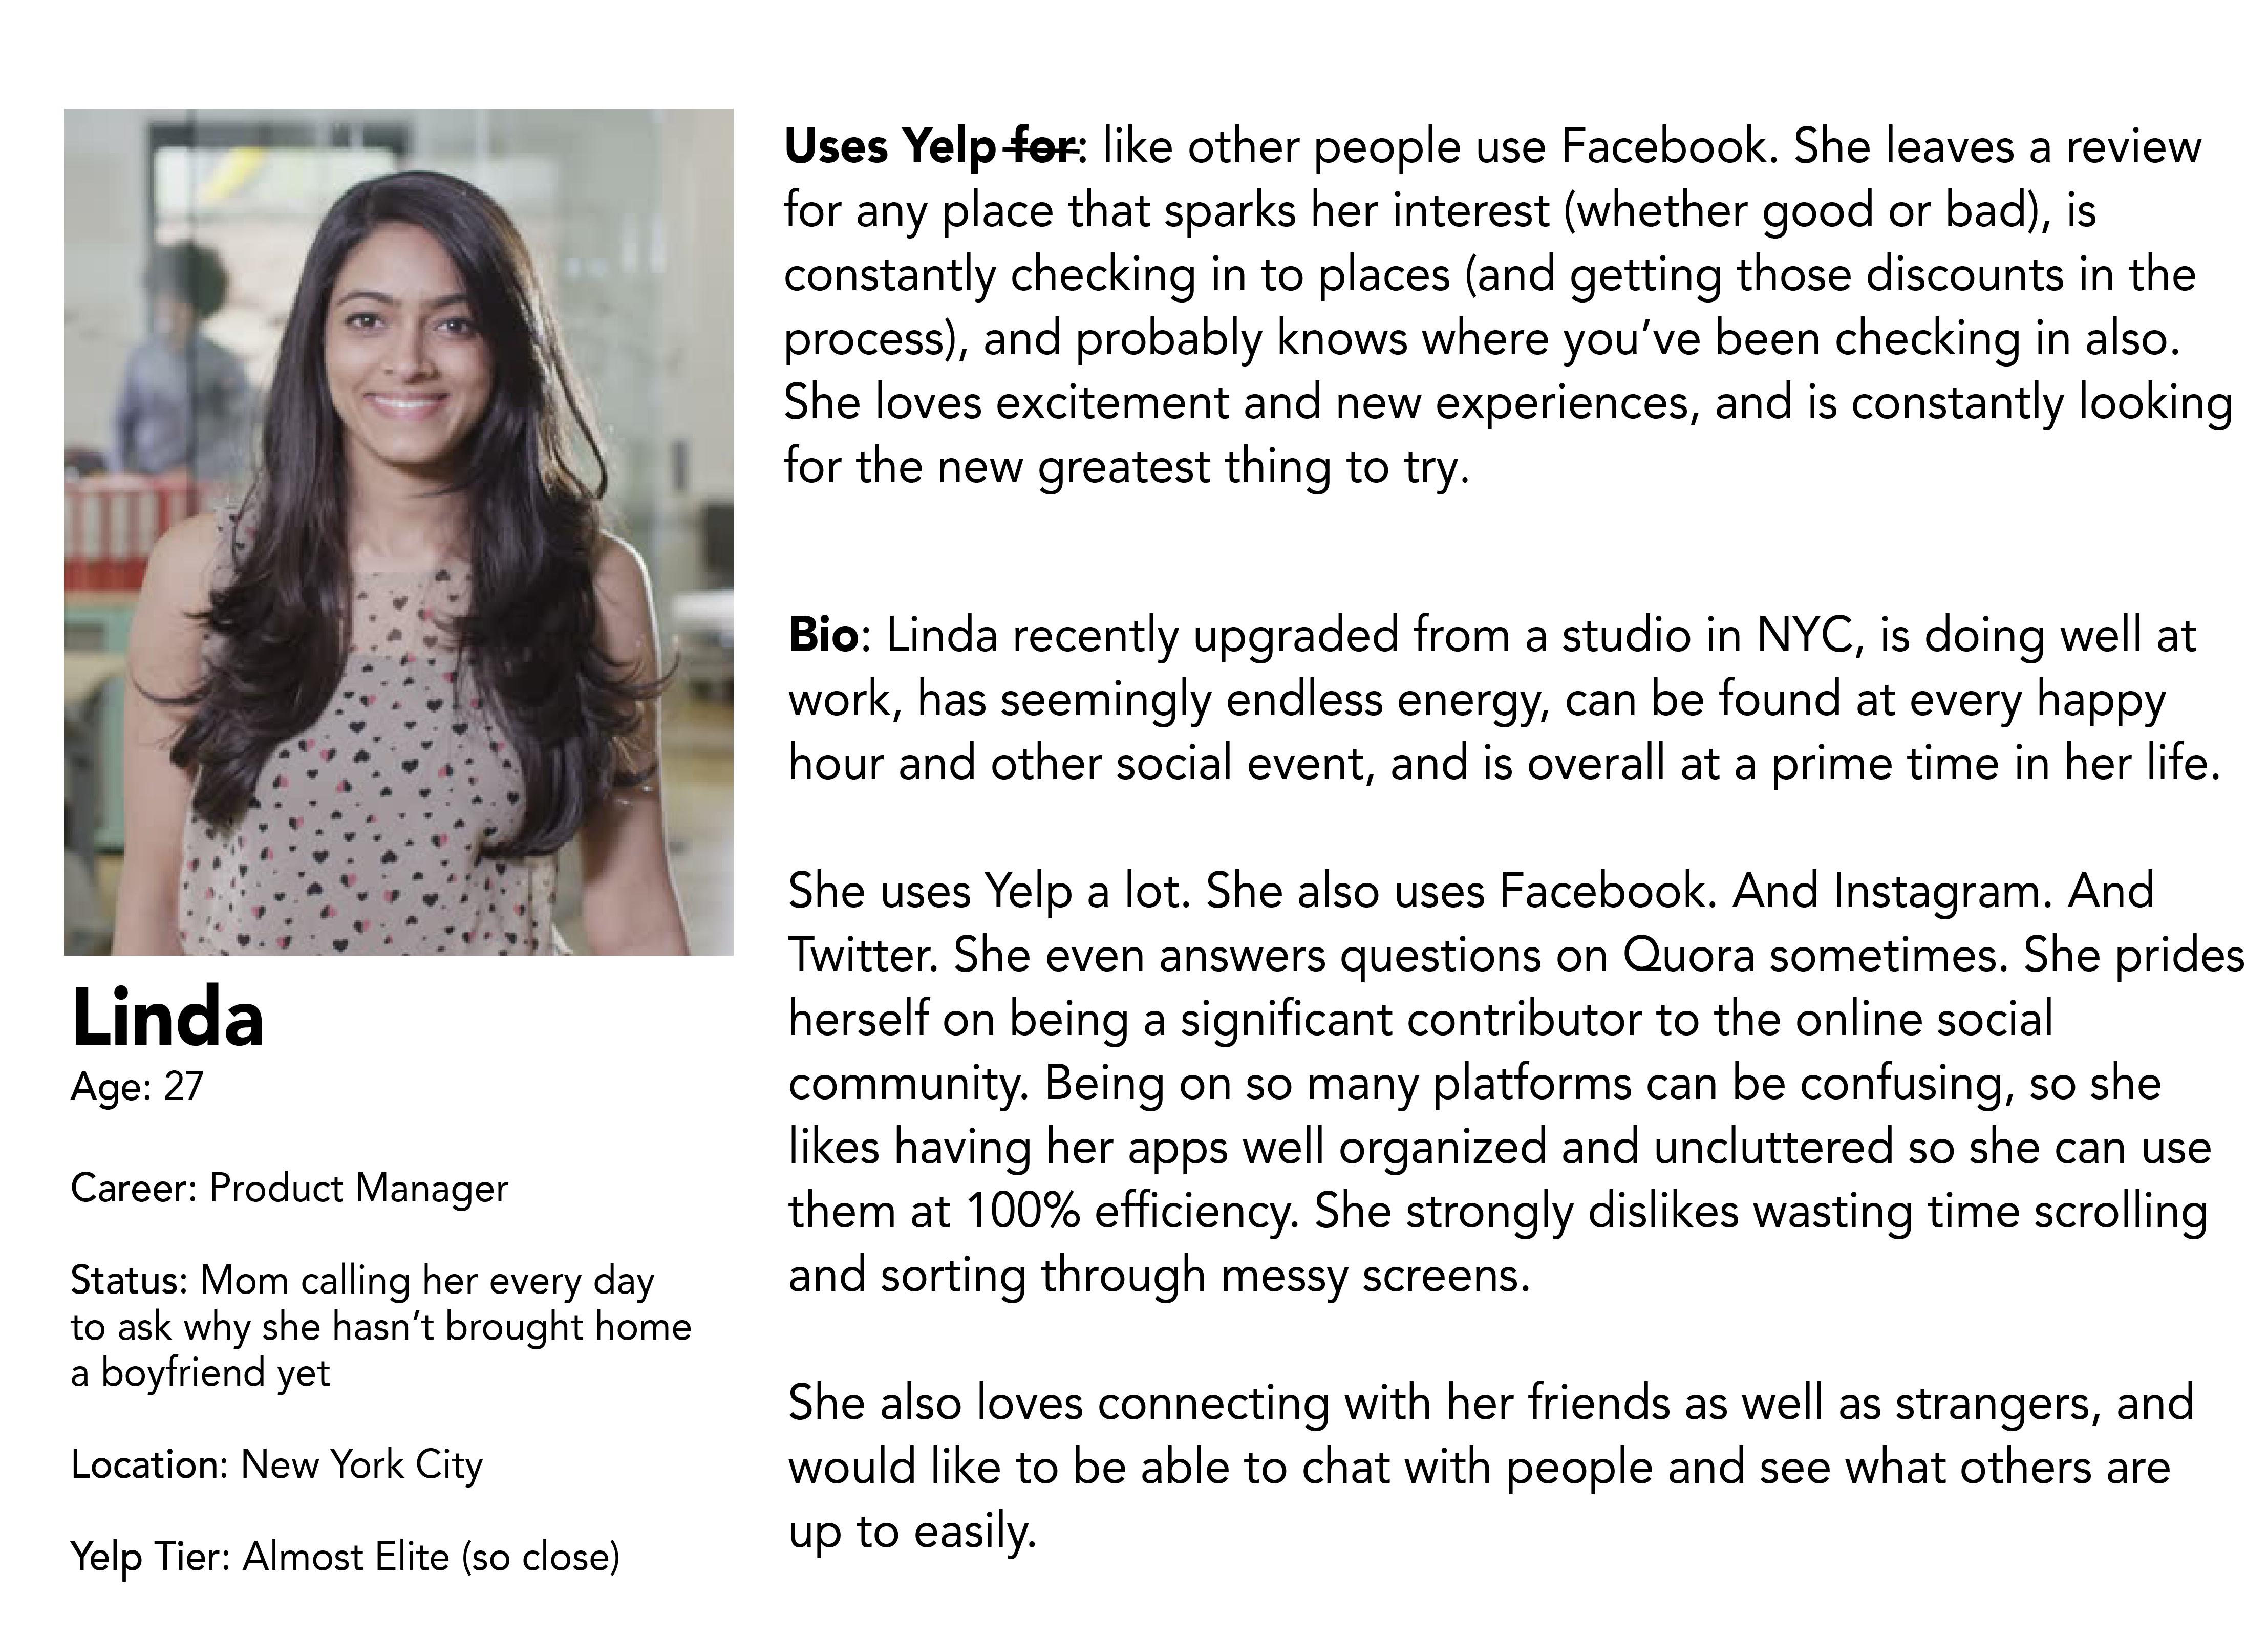 Uses Yelp for: like other people use Facebook. She leaves a review
for any place that sparks her interest (whether good or bad), is
constantly checking in to places (and getting those discounts in the
process), and probably knows where you’ve been checking in also.
She loves excitement and new experiences, and is constantly looking
for the new greatest thing to try.
Bio: Linda recently upgraded from a studio in NYC, is doing well at
work, has seemingly endless energy, can be found at every happy
hour and other social event, and is overall at a prime time in her life.
She uses Yelp a lot. She also uses Facebook. And Instagram. And
Twitter. She even answers questions on Quora sometimes. She prides
herself on being a significant contributor to the online social
community. Being on so many platforms can be confusing, so she
likes having her apps well organized and uncluttered so she can use
them at 100% efficiency. She strongly dislikes wasting time scrolling
and sorting through messy screens.
She also loves connecting with her friends as well as strangers, and
would like to be able to chat with people and see what others are
up to easily.
Linda
Age: 27
Career: Product Manager
Status: Mom calling her every day
to ask why she hasn’t brought home
a boyfriend yet
Location: New York City
Yelp Tier: Almost Elite (so close)